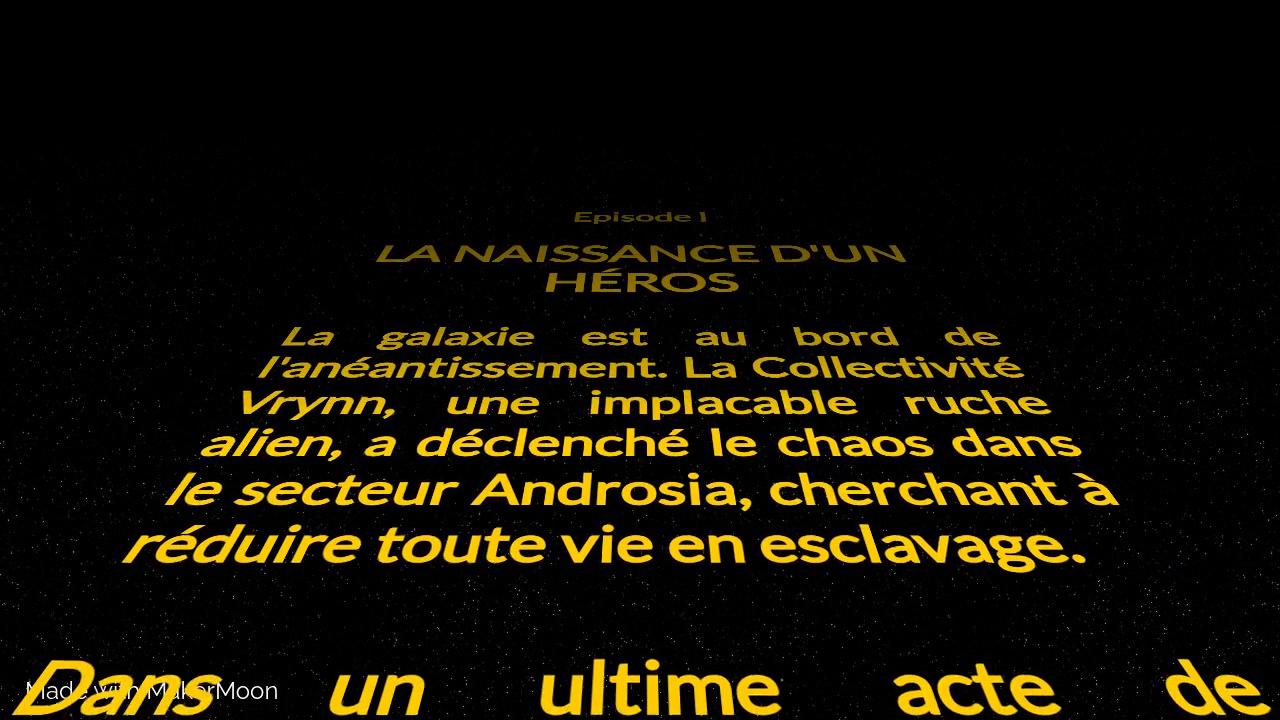 Episode I
LA NAISSANCE D'UN
HÉROS
La galaxie est au bord de
l'anéantissement. La Collectivité
Vrynn, une implacable ruche
alien, a déclenché le chaos dans
le secteur Androsia, cherchant à
réduire toute vie en esclavage.
Dans un ultime acte de
Made with MakerMoon